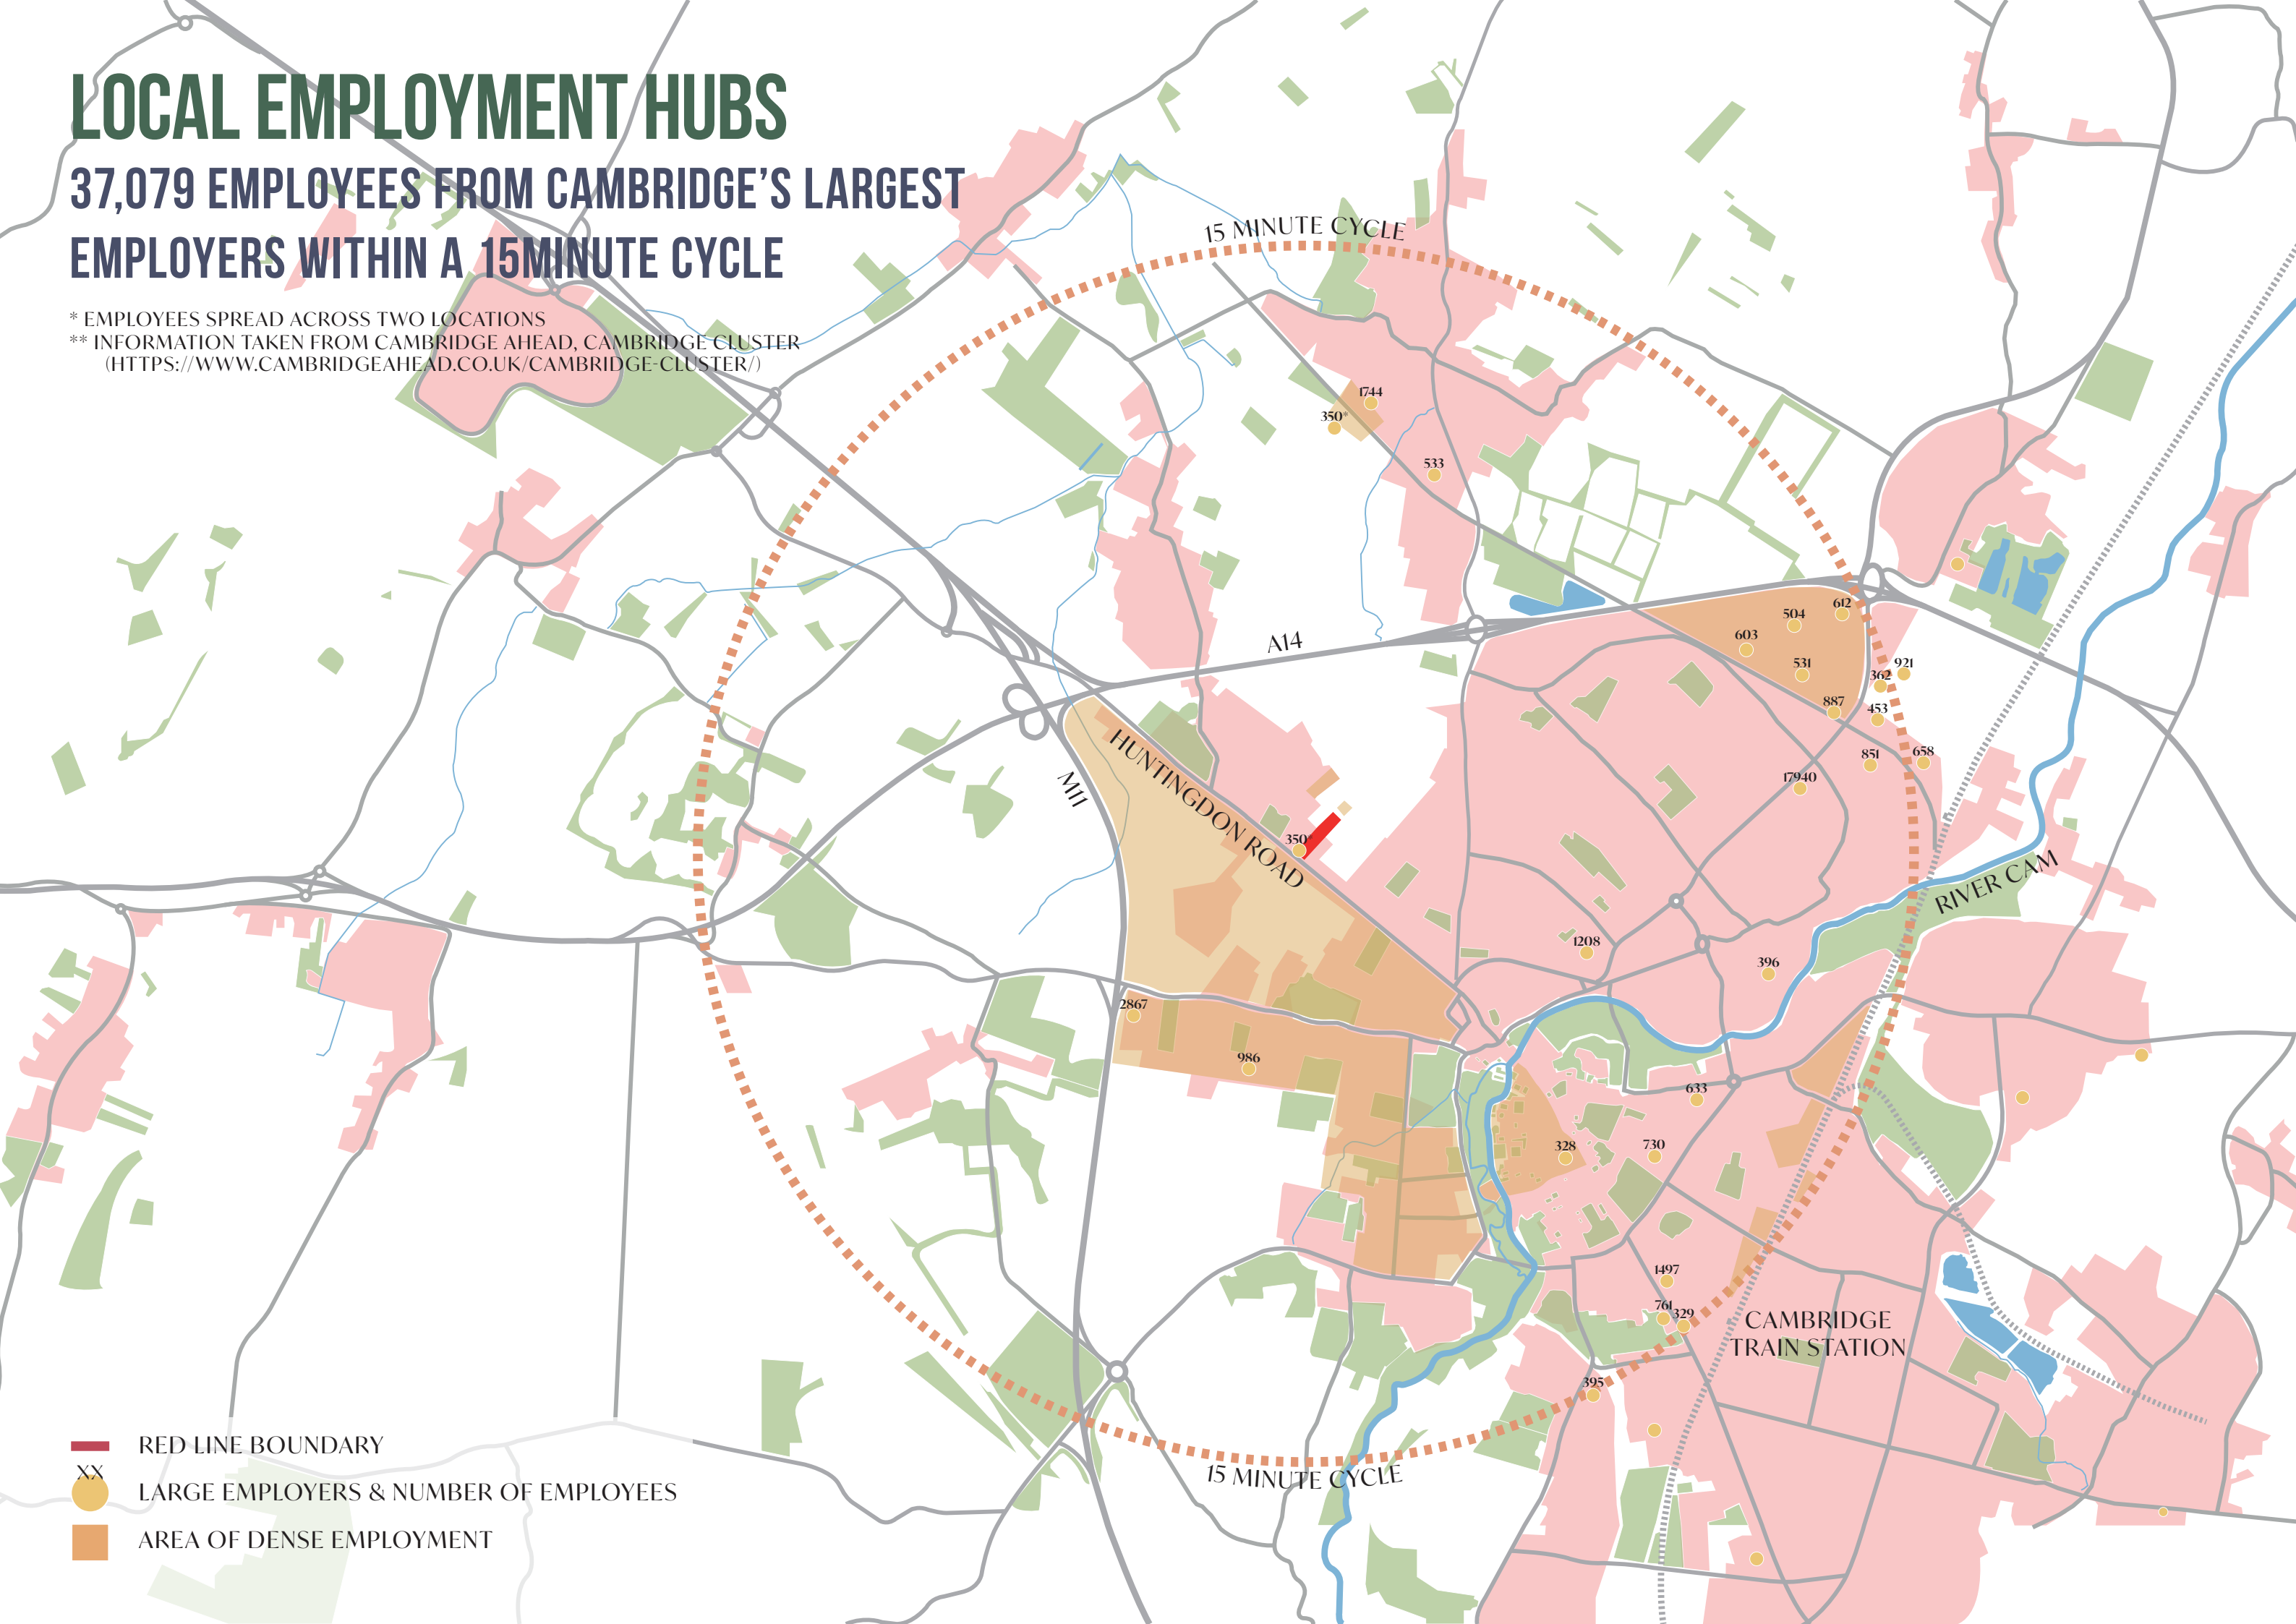 LOCAL EMPLOYMENT HUBS
37,079 EMPLOYEES FROM CAMBRIDGE'S LARGEST
EMPLOYERS WITHIN A 15MINUTE CYCLE
* EMPLOYEES SPREAD ACROSS TWO LOCATIONS
** INFORMATION TAKEN FROM CAMBRIDGE AHEAD, CAMBRIDGE CLUSTER
(HTTPS://WWW.CAMBRIDGEAHEAD.CO.UK/CAMBRIDGE-CLUSTER/)
15 MINUTE CYCLE
1744
350*
533
A14
504
612
603
531
921
362
887
453
851
658
17940
M11
HUNTINGDON ROAD
350*
RIVER CAM
1208
396
2867
986
633
328
730
1497
761
329
CAMBRIDGE
TRAIN STATION
395
15 MINUTE CYCLE
RED LINE BOUNDARY
XX
LARGE EMPLOYERS & NUMBER OF EMPLOYEES
AREA OF DENSE EMPLOYMENT